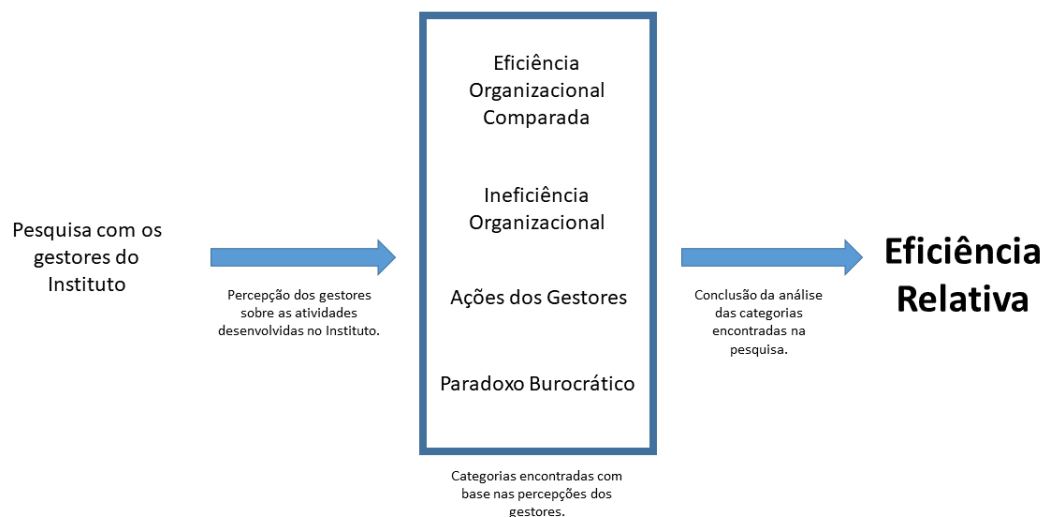 Pesquisa com os
gestores do
Instituto
Percepção dos gestores
sobre as atividades
desenvolvidas no Instituto.
Eficiência
Organizacional
Comparada
Ineficiência
Organizacional
Ações dos Gestores
Paradoxo Burocrático
Categorias encontradas com
base nas percepções dos
gestores.
Conclusão da análise
das categorias
encontradas na
pesquisa.
Eficiência
Relativa